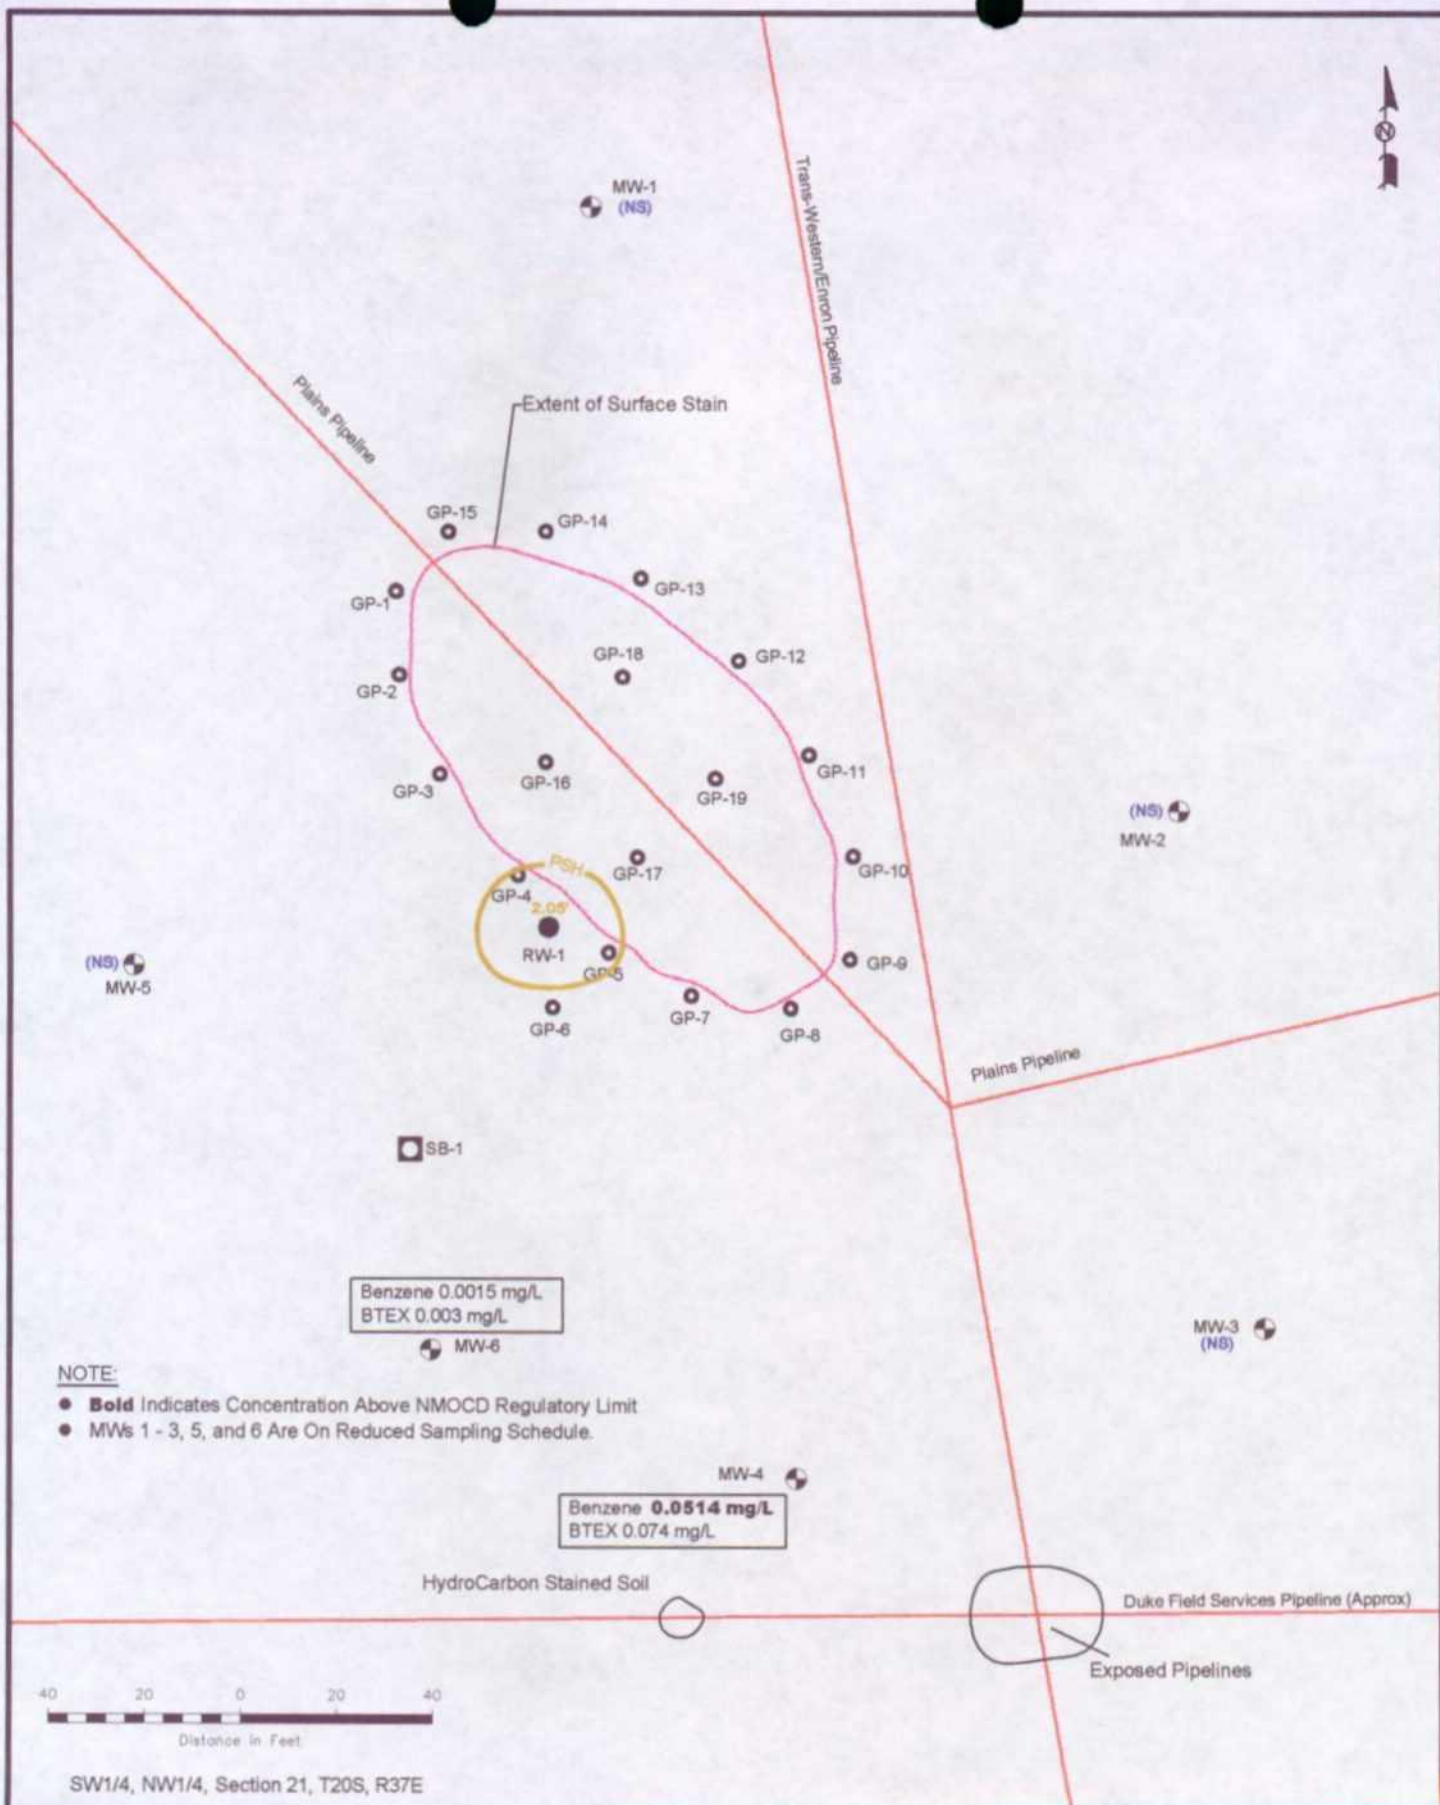 MW-1
(NS)
N
Trans-Western/Enron Pipeline
Plains Pipeline
Extent of Surface Stain
GP-15
GP-14
GP-13
GP-1
GP-18
GP-12
GP-2
GP-11
GP-3
GP-16
GP-19
(NS)
MW-2
PSH
GP-17
GP-10
GP-4
2.05'
RW-1
GP-5
GP-9
(NS)
MW-5
GP-6
GP-7
GP-8
Plains Pipeline
SB-1
Benzene 0.0015 mg/L
BTEX 0.003 mg/L
MW-6
MW-3
(NS)
NOTE:
Bold Indicates Concentration Above NMOCD Regulatory Limit
MWs 1 - 3, 5, and 6 Are On Reduced Sampling Schedule.
MW-4
Benzene 0.0514 mg/L
BTEX 0.074 mg/L
HydroCarbon Stained Soil
Duke Field Services Pipeline (Approx)
Exposed Pipelines
40 20 0 20 40
Distance in Feet
SW1/4, NW1/4, Section 21, T20S, R37E